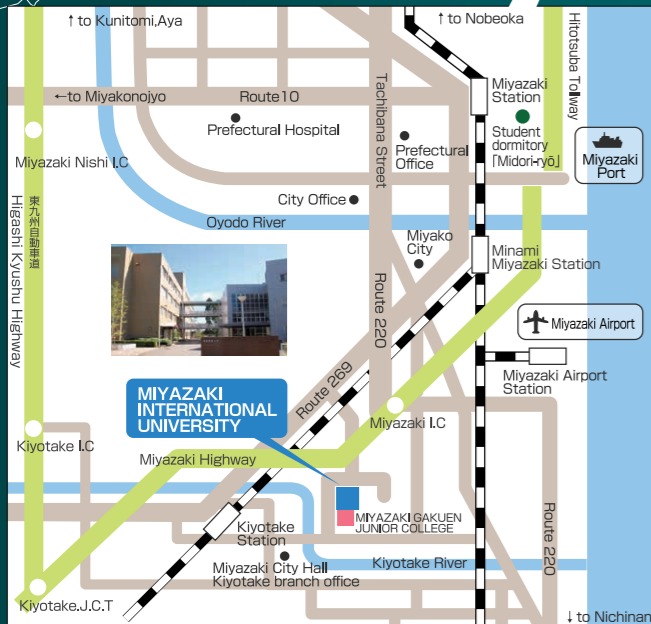 ↑ to Kunitomi,Aya
↑ to Nobeoka
Hitotsuba Tollway
←to Miyakonojyo
Route10
Tachibana Street
Miyazaki
Station
Prefectural Hospital
Prefectural
Office
Student
dormitory
｢Midori-ryō｣
Miyazaki
Port
Miyazaki Nishi I.C
東九州自動車道
Higashi Kyushu Highway
City Office
Oyodo River
Miyako
City
Minami
Miyazaki Station
Route 220
Miyazaki Airport
Miyazaki Airport
Station
Route 269
MIYAZAKI
INTERNATIONAL
UNIVERSITY
Miyazaki I.C
Kiyotake I.C
Miyazaki Highway
MIYAZAKI GAKUEN
JUNIOR COLLEGE
Kiyotake
Station
Route 220
Miyazaki City Hall
Kiyotake branch office
Kiyotake River
Kiyotake.J.C.T
↓ to Nichinan